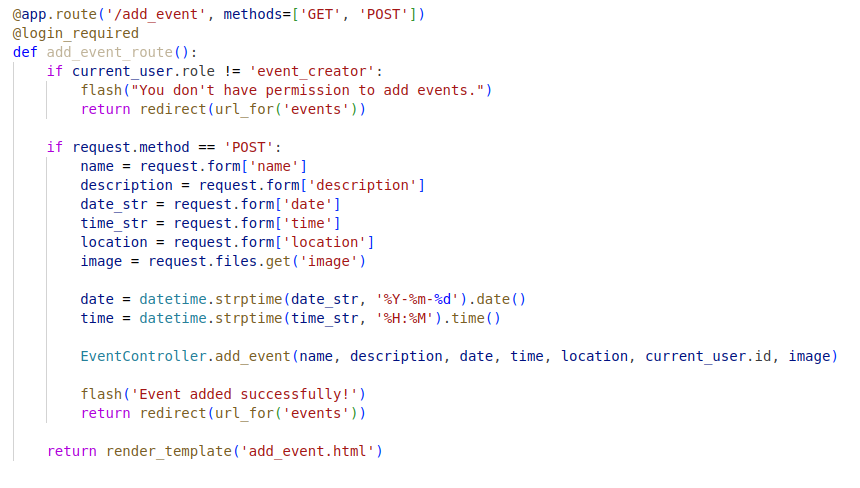 @app.route('/add_event', methods=['GET', 'POST'])
@login_required
def add_event_route():
    if current_user.role != 'event_creator':
        flash("You don't have permission to add events.")
        return redirect(url_for('events'))

    if request.method == 'POST':
        name = request.form['name']
        description = request.form['description']
        date_str = request.form['date']
        time_str = request.form['time']
        location = request.form['location']
        image = request.files.get('image')

        date = datetime.strptime(date_str, '%Y-%m-%d').date()
        time = datetime.strptime(time_str, '%H:%M').time()

        EventController.add_event(name, description, date, time, location, current_user.id, image)

        flash('Event added successfully!')
        return redirect(url_for('events'))

    return render_template('add_event.html')